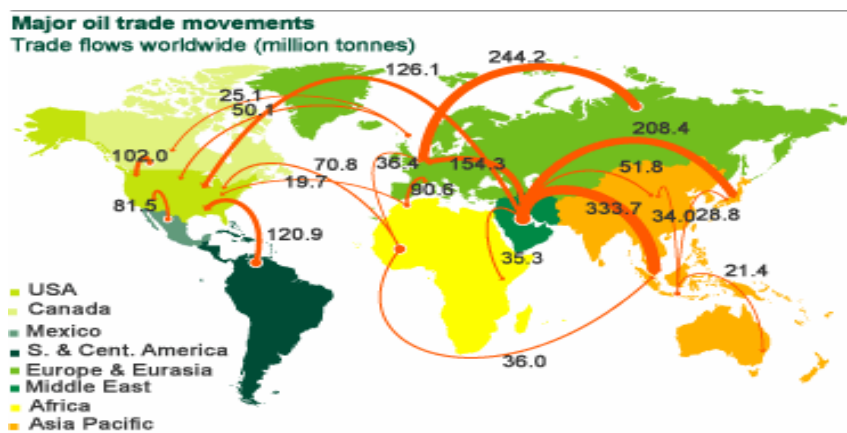 Major oil trade movements
Trade flows worldwide (million tonnes)
244.2
126.1
25.1
50.1
208.4
102.0
70.8
36.4
154.3
51.8
19.7
90.6
81.5
333.7
34.0
28.8
120.9
35.3
21.4
36.0
USA
Canada
Mexico
S. & Cent. America
Europe & Eurasia
Middle East
Africa
Asia Pacific